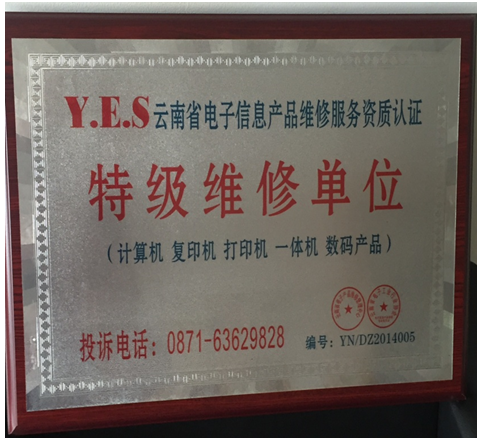 Y.E.S云南省电子信息产品维修服务资质认证
特级维修单位
（计算机 复印机 打印机 一体机 数码产品）
投诉电话：0871-63629828 编号：YN/DZ2014005